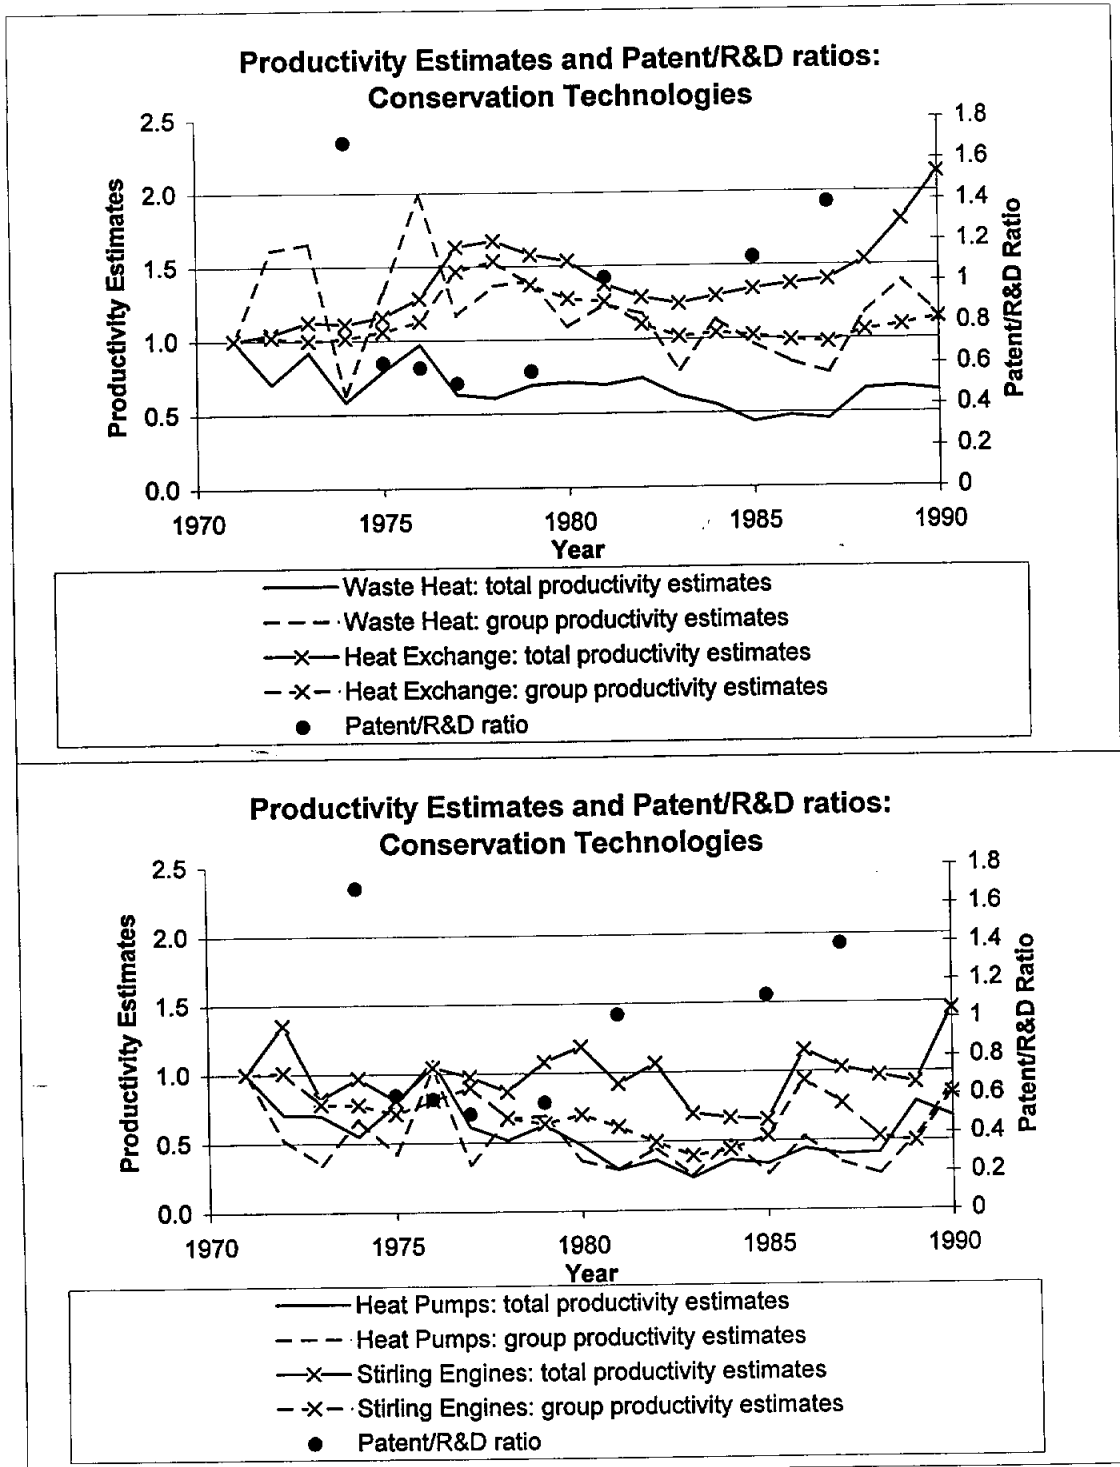 Productivity Estimates and Patent/R&D ratios:
Conservation Technologies
Productivity Estimates
2.5
2.0
1.5
1.0
0.5
0.0
1.8
1.6
1.4
1.2
1
0.8
0.6
0.4
0.2
0
Patent/R&D Ratio
1970 1975 1980 1985 1990
Year
Waste Heat: total productivity estimates
Waste Heat: group productivity estimates
Heat Exchange: total productivity estimates
Heat Exchange: group productivity estimates
Patent/R&D ratio
Productivity Estimates and Patent/R&D ratios:
Conservation Technologies
Productivity Estimates
2.5
2.0
1.5
1.0
0.5
0.0
1.8
1.6
1.4
1.2
1
0.8
0.6
0.4
0.2
0
Patent/R&D Ratio
1970 1975 1980 1985 1990
Year
Heat Pumps: total productivity estimates
Heat Pumps: group productivity estimates
Stirling Engines: total productivity estimates
Stirling Engines: group productivity estimates
Patent/R&D ratio